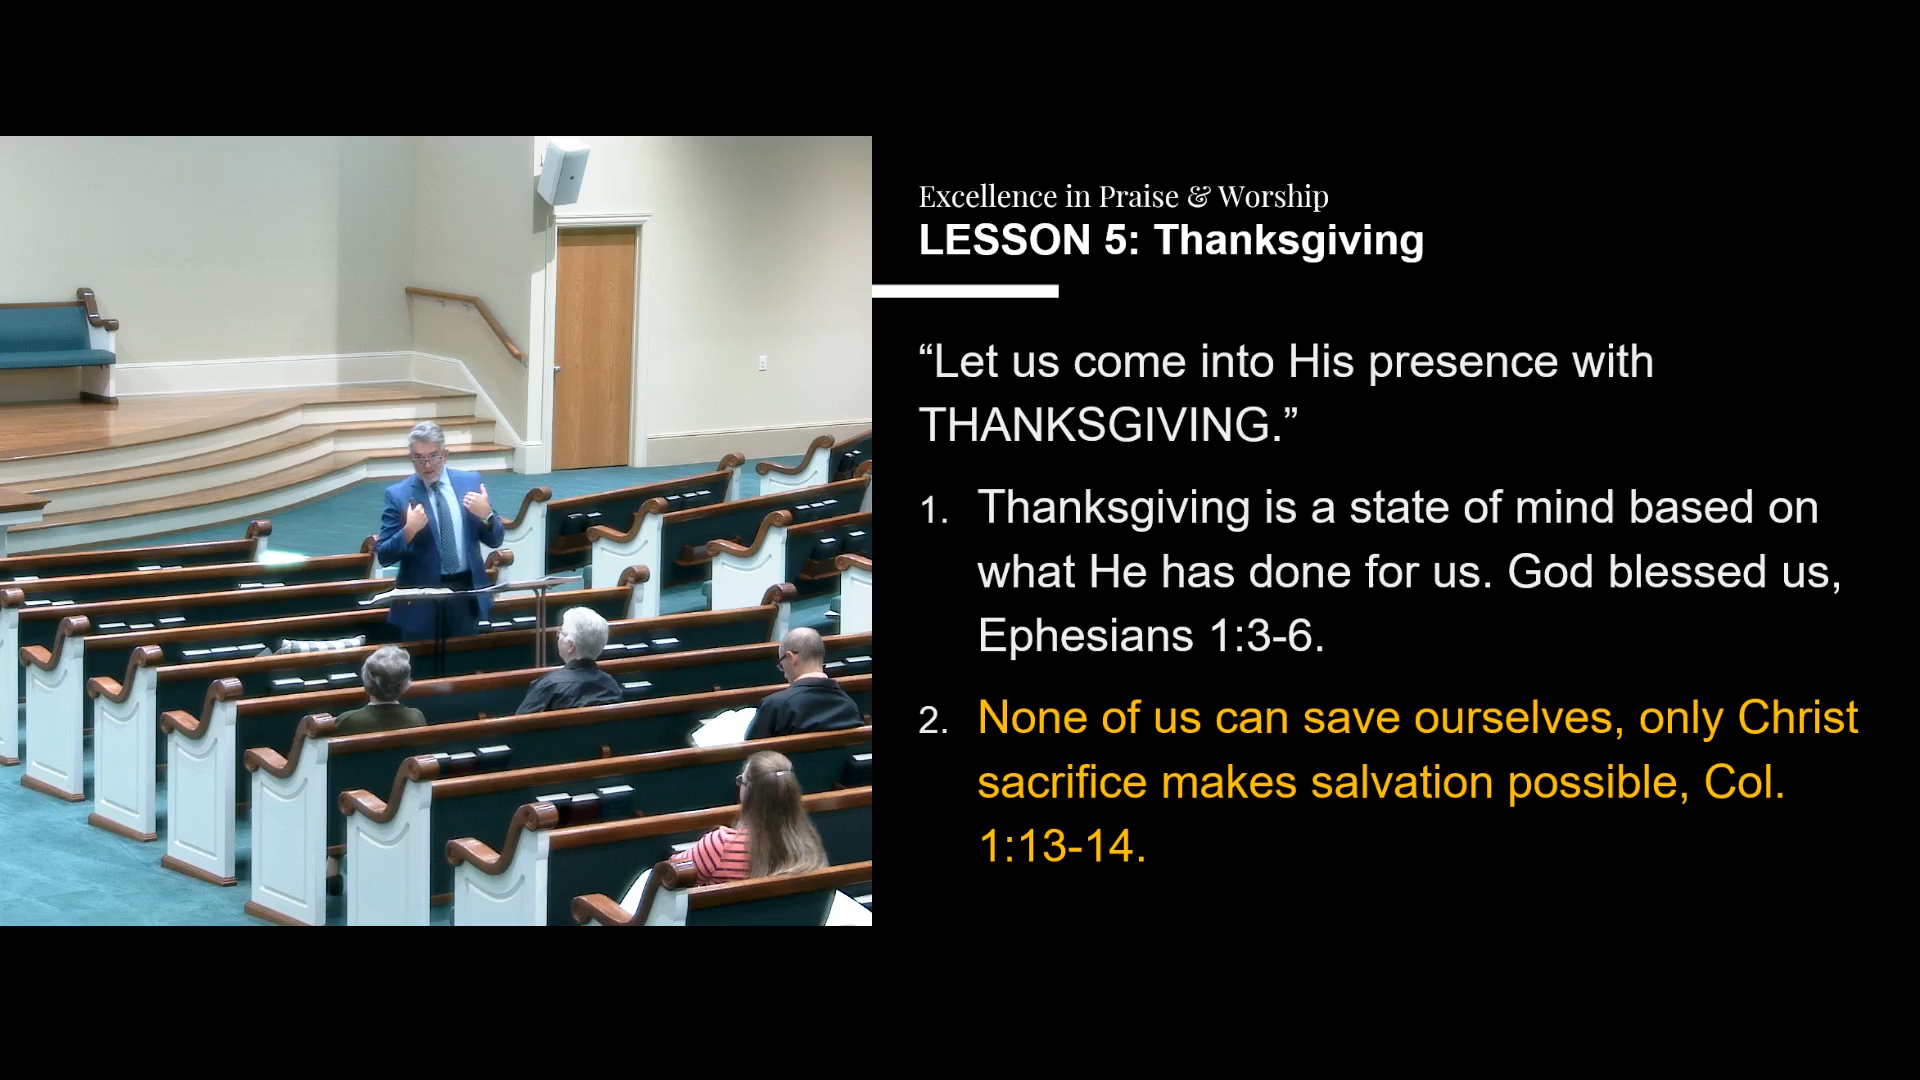 Excellence in Praise & Worship
LESSON 5: Thanksgiving
“Let us come into His presence with
THANKSGIVING.”
1. Thanksgiving is a state of mind based on
what He has done for us. God blessed us,
Ephesians 1:3-6.
2. None of us can save ourselves, only Christ
sacrifice makes salvation possible, Col.
1:13-14.